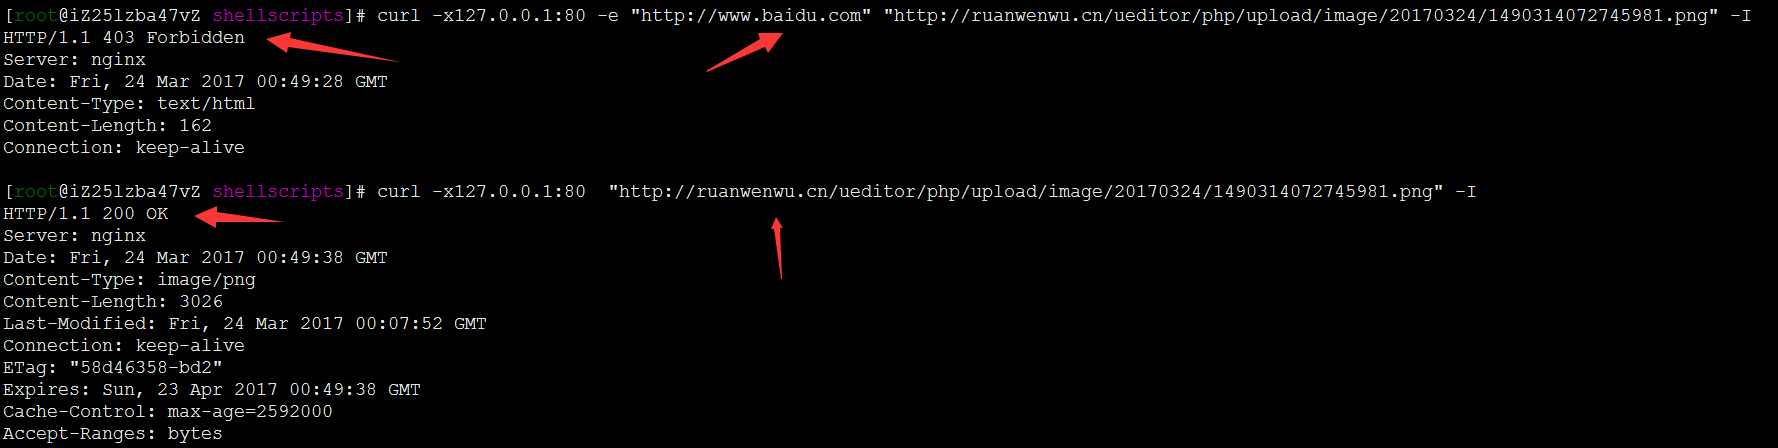 [root@iZ25lzba47vZ shellscripts]# curl -x127.0.0.1:80 -e "http://www.baidu.com" "http://ruanwenwu.cn/ueditor/php/upload/image/20170324/1490314072745981.png" -I
HTTP/1.1 403 Forbidden
Server: nginx
Date: Fri, 24 Mar 2017 00:49:28 GMT
Content-Type: text/html
Content-Length: 162
Connection: keep-alive
[root@iZ25lzba47vZ shellscripts]# curl -x127.0.0.1:80  "http://ruanwenwu.cn/ueditor/php/upload/image/20170324/1490314072745981.png" -I
HTTP/1.1 200 OK
Server: nginx
Date: Fri, 24 Mar 2017 00:49:38 GMT
Content-Type: image/png
Content-Length: 3026
Last-Modified: Fri, 24 Mar 2017 00:07:52 GMT
Connection: keep-alive
ETag: "58d46358-bd2"
Expires: Sun, 23 Apr 2017 00:49:38 GMT
Cache-Control: max-age=2592000
Accept-Ranges: bytes